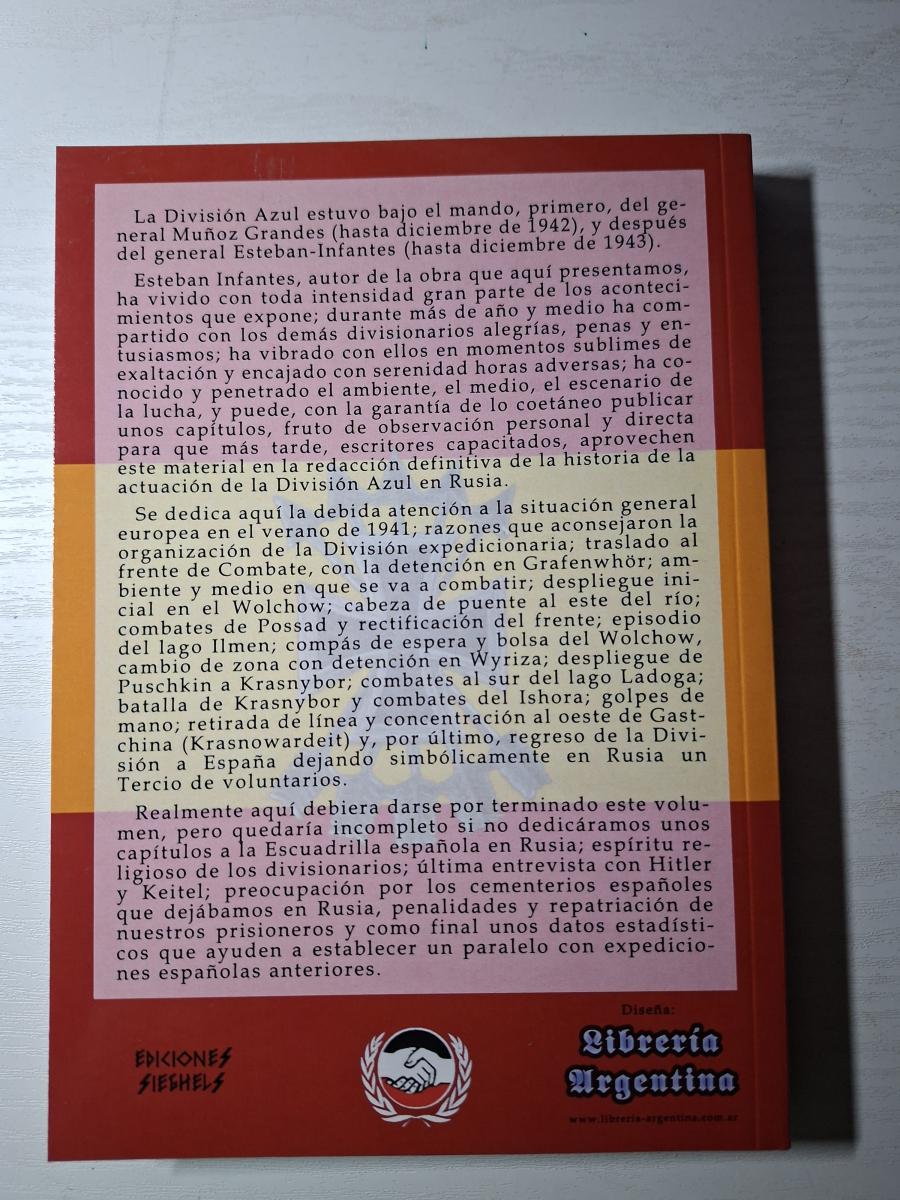 La División Azul estuvo bajo el mando, primero, del ge-
neral Muñoz Grandes (hasta diciembre de 1942), y después
del general Esteban-Infantes (hasta diciembre de 1943).
Esteban Infantes, autor de la obra que aquí presentamos,
ha vivido con toda intensidad gran parte de los aconteci-
mientos que expone; durante más de año y medio ha com-
partido con los demás divisionarios alegrías, penas y en-
tusiasmos; ha vibrado con ellos en momentos sublimes de
exaltación y encajado con serenidad horas adversas; ha co-
nocido y penetrado el ambiente, el medio, el escenario de
la lucha, y puede, con la garantía de lo coetáneo publicar
unos capítulos, fruto de observación personal y directa
para que más tarde, escritores capacitados, aprovechen
este material en la redacción definitiva de la historia de la
actuación de la División Azul en Rusia.
Se dedica aquí la debida atención a la situación general
europea en el verano de 1941; razones que aconsejaron la
organización de la División expedicionaria; traslado al
frente de Combate, con la detención en Grafenwhör; am-
biente y medio en que se va a combatir; despliegue ini-
cial en el Wolchow; cabeza de puente al este del río;
combates de Possad y rectificación del frente; episodio
del lago Ilmen; compás de espera y bolsa del Wolchow,
cambio de zona con detención en Wyriza; despliegue de
Puschkin a Krasnybor; combates al sur del lago Ladoga;
batalla de Krasnybor y combates del Ishora; golpes de
mano; retirada de línea y concentración al oeste de Gast-
china (Krasnowardeit) y, por último, regreso de la Divi-
sión a España dejando simbólicamente en Rusia un
Tercio de voluntarios.
Realmente aquí debiera darse por terminado este volu-
men, pero quedaría incompleto si no dedicáramos unos
capítulos a la Escuadrilla española en Rusia; espíritu re-
ligioso de los divisionarios; última entrevista con Hitler
y Keitel; preocupación por los cementerios españoles
que dejábamos en Rusia, penalidades y repatriación de
nuestros prisioneros y como final unos datos estadísti-
cos que ayuden a establecer un paralelo con expedicio-
nes españolas anteriores.
Diseña:
EDICIONES
SIEGHELS
Librería
Argentina
www.libreria-argentina.com.ar